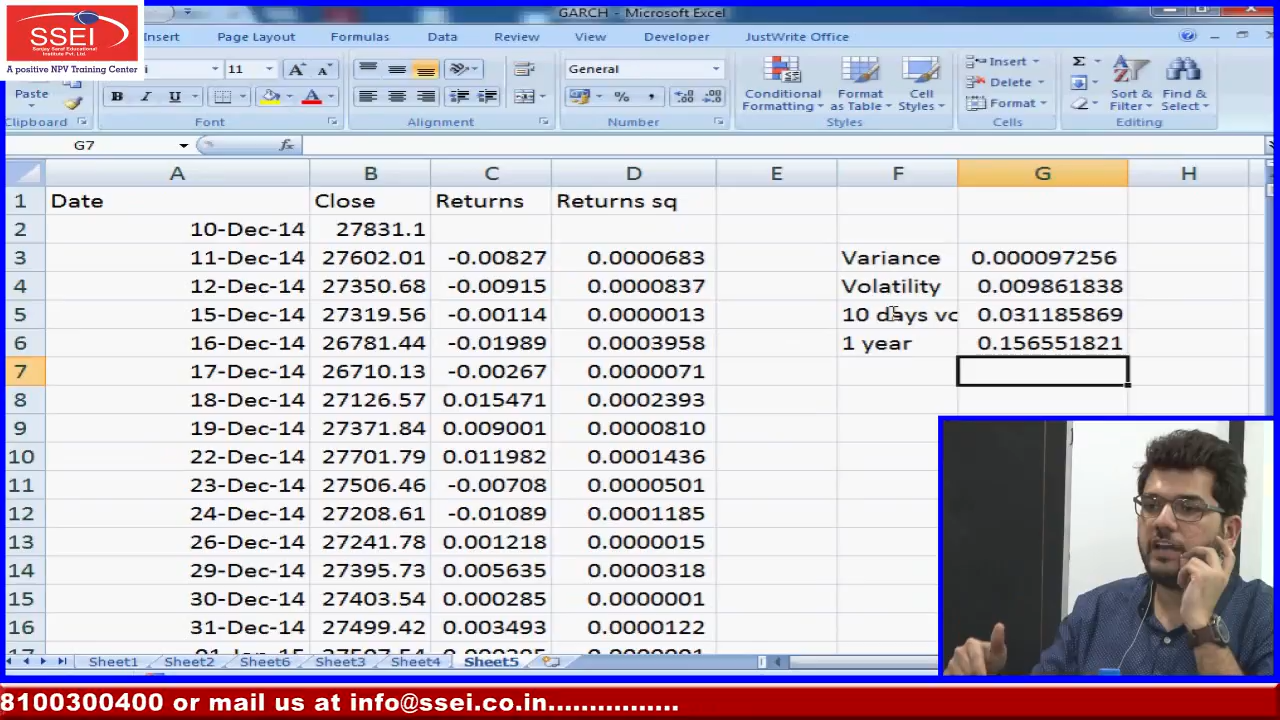 GARCH - Microsoft Excel
SSEI
Sanjay Saraf Educational
Institute Pvt. Ltd.
A positive NPV Training Center
Insert Page Layout Formulas Data Review View Developer JustWrite Office
11 A A General Insert Σ
Paste B I U A % , Conditional Formatting Format as Table Cell Styles Delete Format Sort & Filter Find & Select
Clipboard Font Alignment Number Styles Cells Editing
G7 fx
A B C D E F G H
1 Date Close Returns Returns sq
2 10-Dec-14 27831.1
3 11-Dec-14 27602.01 -0.00827 0.0000683 Variance 0.000097256
4 12-Dec-14 27350.68 -0.00915 0.0000837 Volatility 0.009861838
5 15-Dec-14 27319.56 -0.00114 0.0000013 10 days vo 0.031185869
6 16-Dec-14 26781.44 -0.01989 0.0003958 1 year 0.156551821
7 17-Dec-14 26710.13 -0.00267 0.0000071
8 18-Dec-14 27126.57 0.015471 0.0002393
9 19-Dec-14 27371.84 0.009001 0.0000810
10 22-Dec-14 27701.79 0.011982 0.0001436
11 23-Dec-14 27506.46 -0.00708 0.0000501
12 24-Dec-14 27208.61 -0.01089 0.0001185
13 26-Dec-14 27241.78 0.001218 0.0000015
14 29-Dec-14 27395.73 0.005635 0.0000318
15 30-Dec-14 27403.54 0.000285 0.0000001
16 31-Dec-14 27499.42 0.003493 0.0000122
Sheet1 Sheet2 Sheet6 Sheet3 Sheet4 Sheet5
8100300400 or mail us at info@ssei.co.in...............